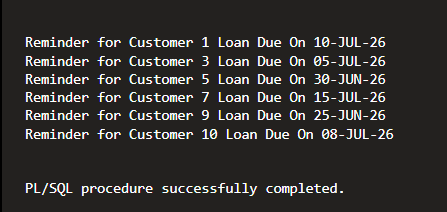 Reminder for Customer 1 Loan Due On 10-JUL-26
Reminder for Customer 3 Loan Due On 05-JUL-26
Reminder for Customer 5 Loan Due On 30-JUN-26
Reminder for Customer 7 Loan Due On 15-JUL-26
Reminder for Customer 9 Loan Due On 25-JUN-26
Reminder for Customer 10 Loan Due On 08-JUL-26
PL/SQL procedure successfully completed.